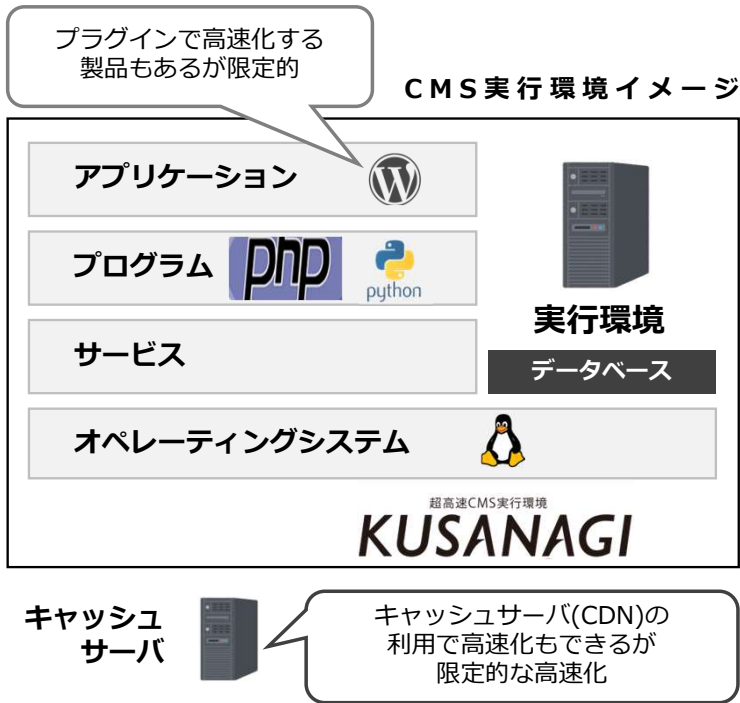 プラグインで高速化する
製品もあるが限定的
CMS実行環境イメージ
アプリケーション
プログラム
php
python
サービス
実行環境
データベース
オペレーティングシステム
超高速CMS実行環境
KUSANAGI
キャッシュ
サーバ
キャッシュサーバ(CDN)の
利用で高速化もできるが
限定的な高速化